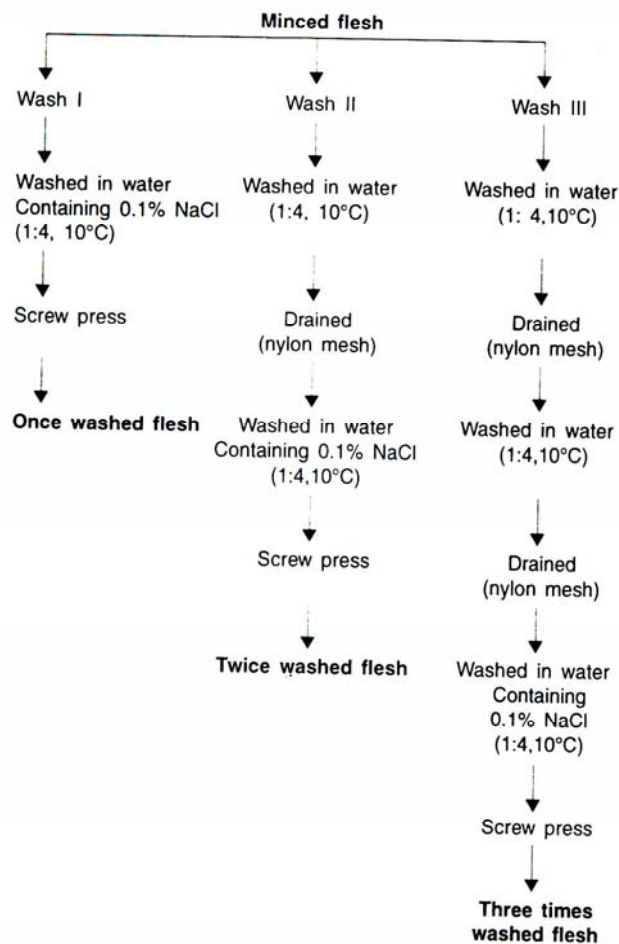 Minced flesh
Wash I
Washed in water
Containing 0.1% NaCl
(1:4, 10°C)
Screw press
Once washed flesh
Wash II
Washed in water
(1:4, 10°C)
Drained
(nylon mesh)
Washed in water
Containing 0.1% NaCl
(1:4,10°C)
Screw press
Twice washed flesh
Wash III
Washed in water
(1: 4,10°C)
Drained
(nylon mesh)
Washed in water
(1:4,10°C)
Drained
(nylon mesh)
Washed in water
Containing
0.1% NaCl
(1:4,10°C)
Screw press
Three times
washed flesh